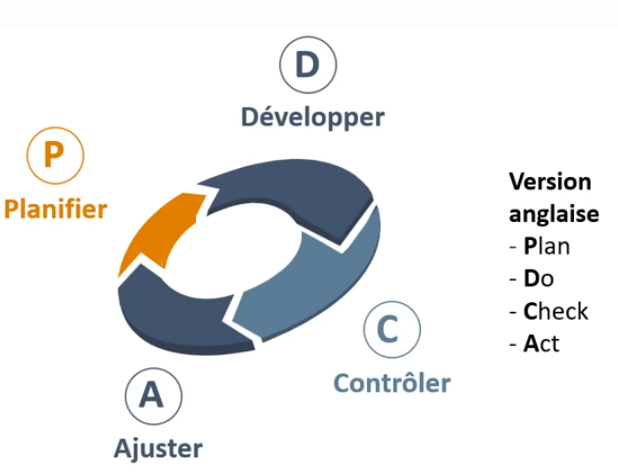 D
Développer
P
Planifier
C
Contrôler
A
Ajuster
Version
anglaise
- Plan
- Do
- Check
- Act